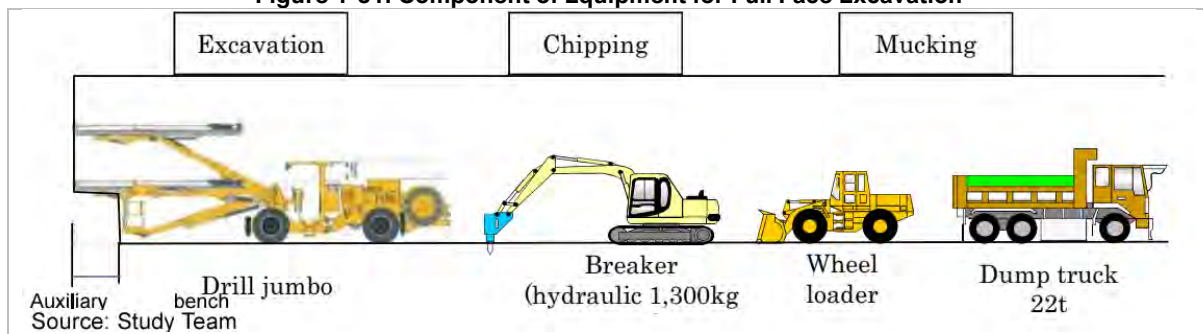 Excavation
Chipping
Mucking
Drill jumbo
Breaker
(hydraulic 1,300kg
Wheel
loader
Dump truck
22t
Auxiliary bench
Source: Study Team